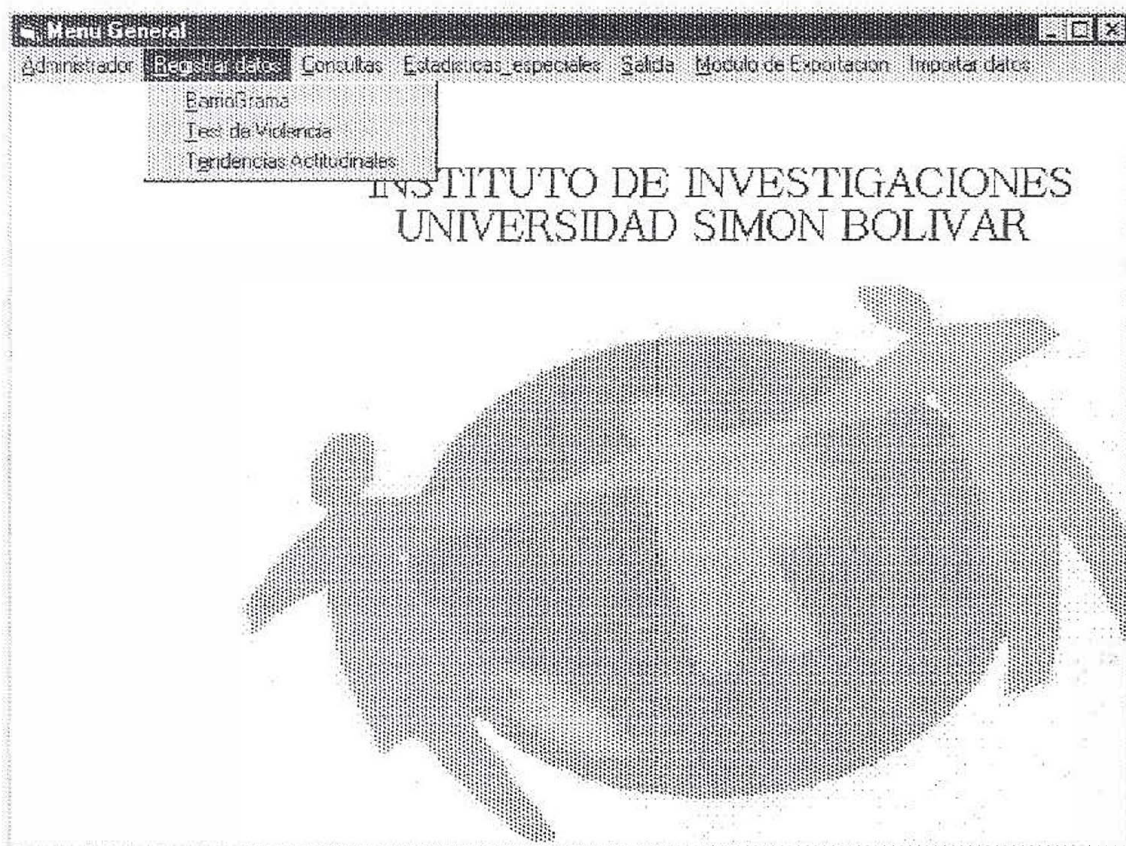 Menu General
Administrador Registrar datos Consultas Estadisticas_especiales Salida Modulo de Exportacion Importar datos
BarrioGrama
Test de Violencia
Tendencias Actitudinales
INSTITUTO DE INVESTIGACIONES
UNIVERSIDAD SIMON BOLIVAR